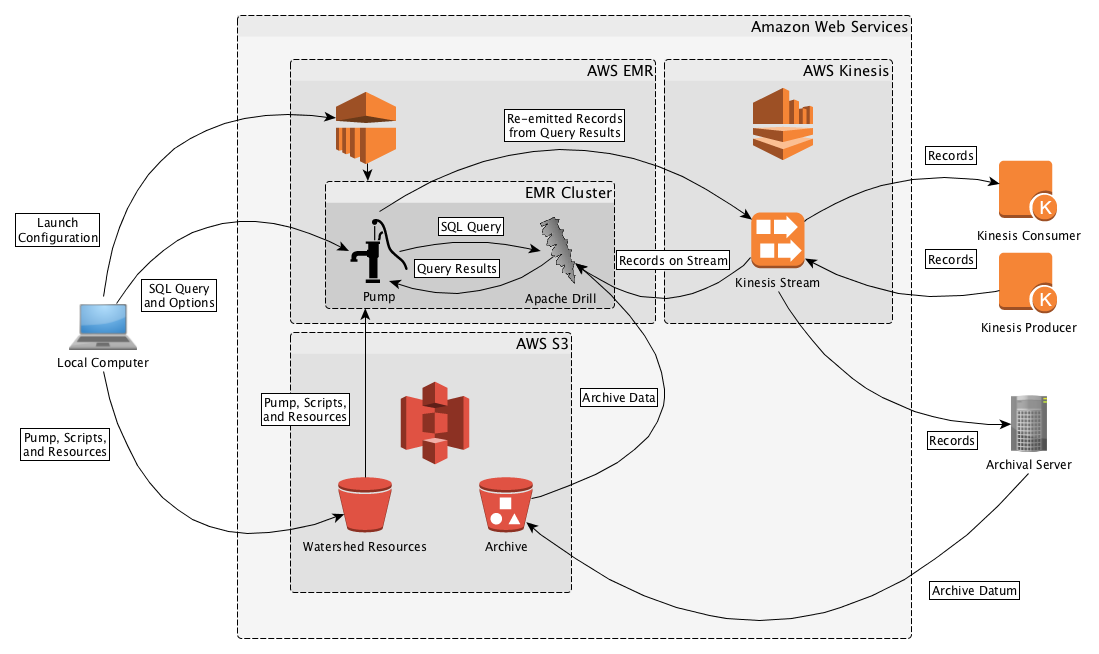 Amazon Web Services
AWS EMR
AWS Kinesis
Re-emitted Records
from Query Results
Records
K
Kinesis Consumer
EMR Cluster
Launch
Configuration
SQL Query
Query Results
Records on Stream
Records
K
Kinesis Producer
Pump
Apache Drill
Kinesis Stream
SQL Query
and Options
Local Computer
AWS S3
Pump, Scripts,
and Resources
Archive Data
Pump, Scripts,
and Resources
Records
Archival Server
Watershed Resources
Archive
Archive Datum